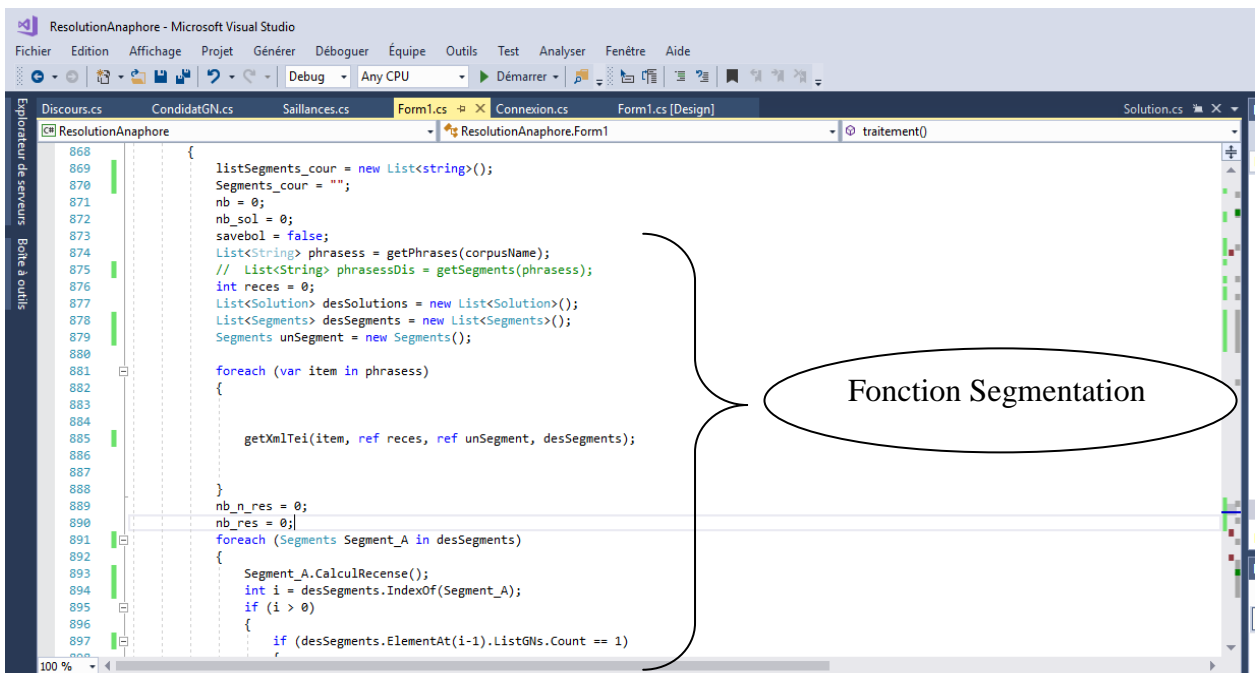 ResolutionAnaphore - Microsoft Visual Studio
Fichier Edition Affichage Projet Générer Déboguer Équipe Outils Test Analyser Fenêtre Aide
Debug Any CPU Démarrer
Explorateur de serveurs
Boîte à outils
Discours.cs CondidatGN.cs Saillances.cs Form1.cs Connexion.cs Form1.cs [Design] Solution.cs
C# ResolutionAnaphore ResolutionAnaphore.Form1 traitement()
868 {
869 listSegments_cour = new List<string>();
870 Segments_cour = "";
871 nb = 0;
872 nb_sol = 0;
873 savebol = false;
874 List<String> phrasess = getPhrases(corpusName);
875 // List<String> phrasessDis = getSegments(phrasess);
876 int reces = 0;
877 List<Solution> desSolutions = new List<Solution>();
878 List<Segments> desSegments = new List<Segments>();
879 Segments unSegment = new Segments();
880
881 foreach (var item in phrasess)
882 {
883
884
885 getXmlTei(item, ref reces, ref unSegment, desSegments);
886
887
888 }
889 nb_n_res = 0;
890 nb_res = 0;
891 foreach (Segments Segment_A in desSegments)
892 {
893 Segment_A.CalculRecense();
894 int i = desSegments.IndexOf(Segment_A);
895 if (i > 0)
896 {
897 if (desSegments.ElementAt(i-1).ListGNs.Count == 1)
Fonction Segmentation
100 %